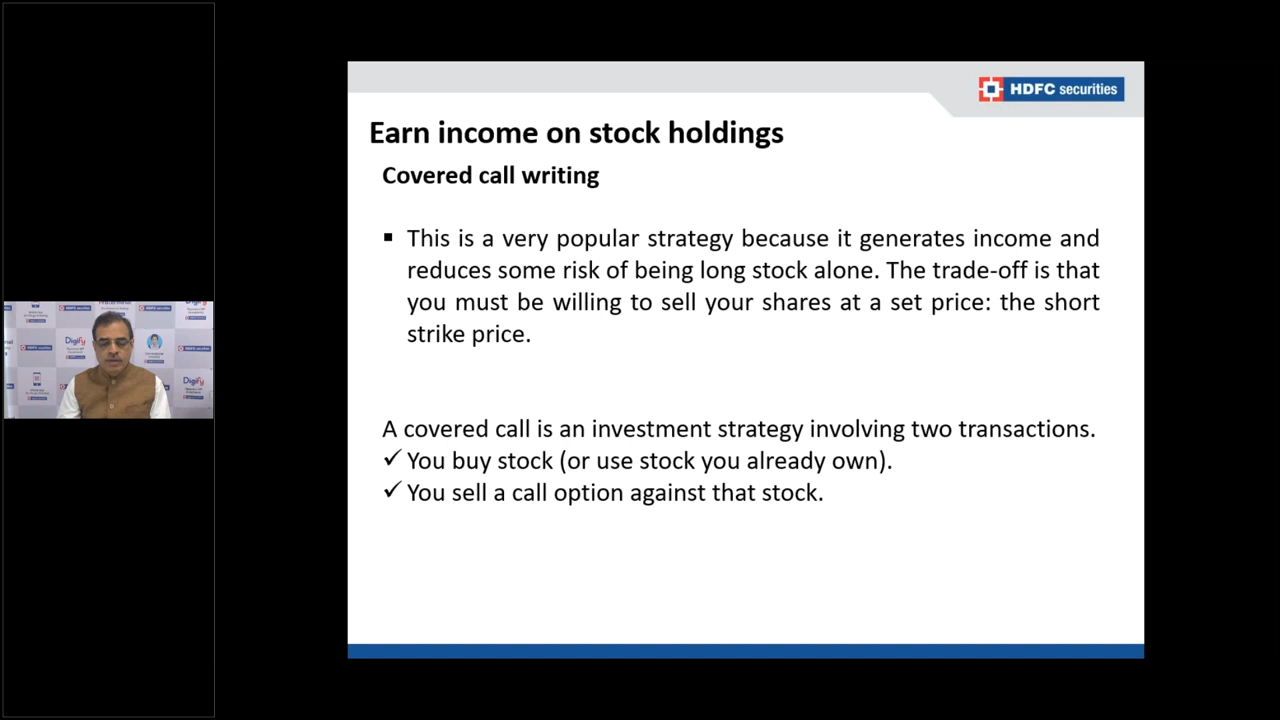 HDFC securities
Earn income on stock holdings
Covered call writing
▪ This is a very popular strategy because it generates income and
reduces some risk of being long stock alone. The trade-off is that
you must be willing to sell your shares at a set price: the short
strike price.
A covered call is an investment strategy involving two transactions.
✓ You buy stock (or use stock you already own).
✓ You sell a call option against that stock.
Digify
Digify
Digify